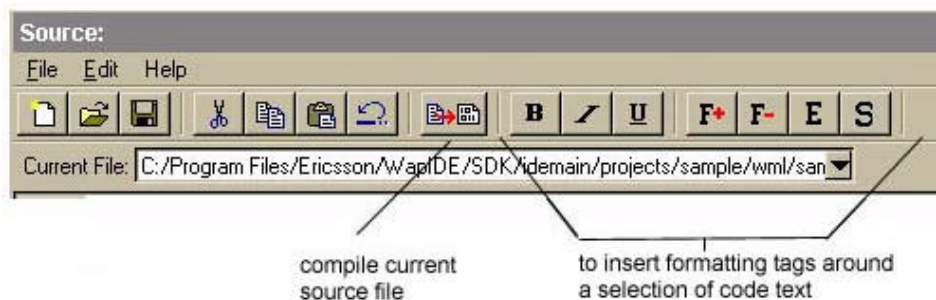 Source:
File Edit Help
B I U F+ F- E S
Current File: C:/Program Files/Ericsson/WapIDE/SDK/idemain/projects/sample/wml/san
compile current
source file
to insert formatting tags around
a selection of code text